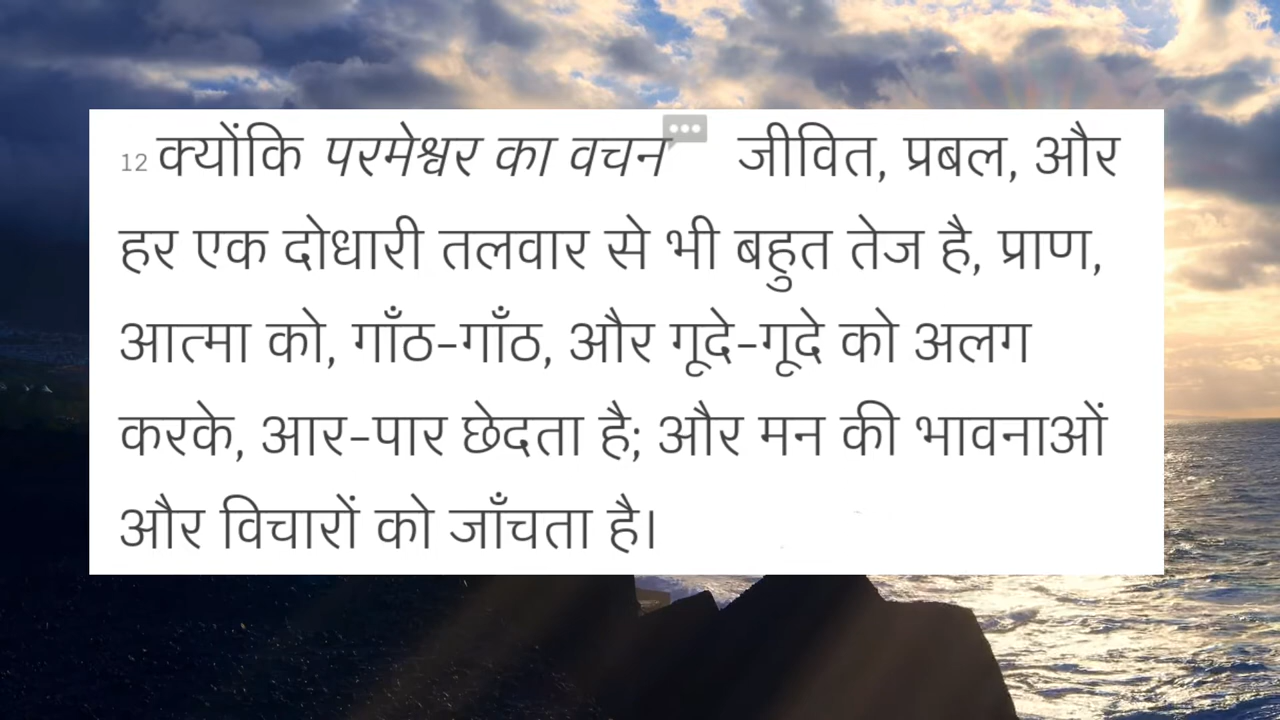 12 क्योंकि परमेश्वर का वचन जीवित, प्रबल, और
हर एक दोधारी तलवार से भी बहुत तेज है, प्राण,
आत्मा को, गाँठ-गाँठ, और गूदे-गूदे को अलग
करके, आर-पार छेदता है; और मन की भावनाओं
और विचारों को जाँचता है।